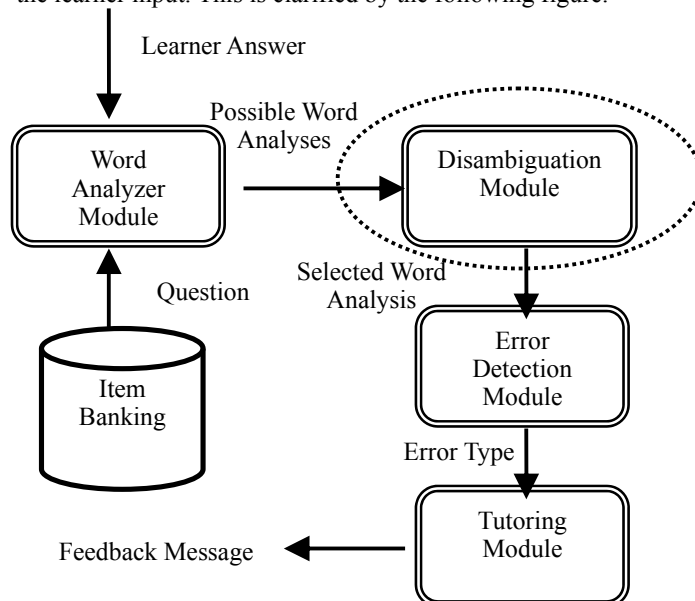 the learner input. This is clarified by the following figure.
Learner Answer
Possible Word
Analyses
Word
Analyzer
Module
Disambiguation
Module
Selected Word
Analysis
Question
Error
Detection
Module
Item
Banking
Error Type
Tutoring
Module
Feedback Message